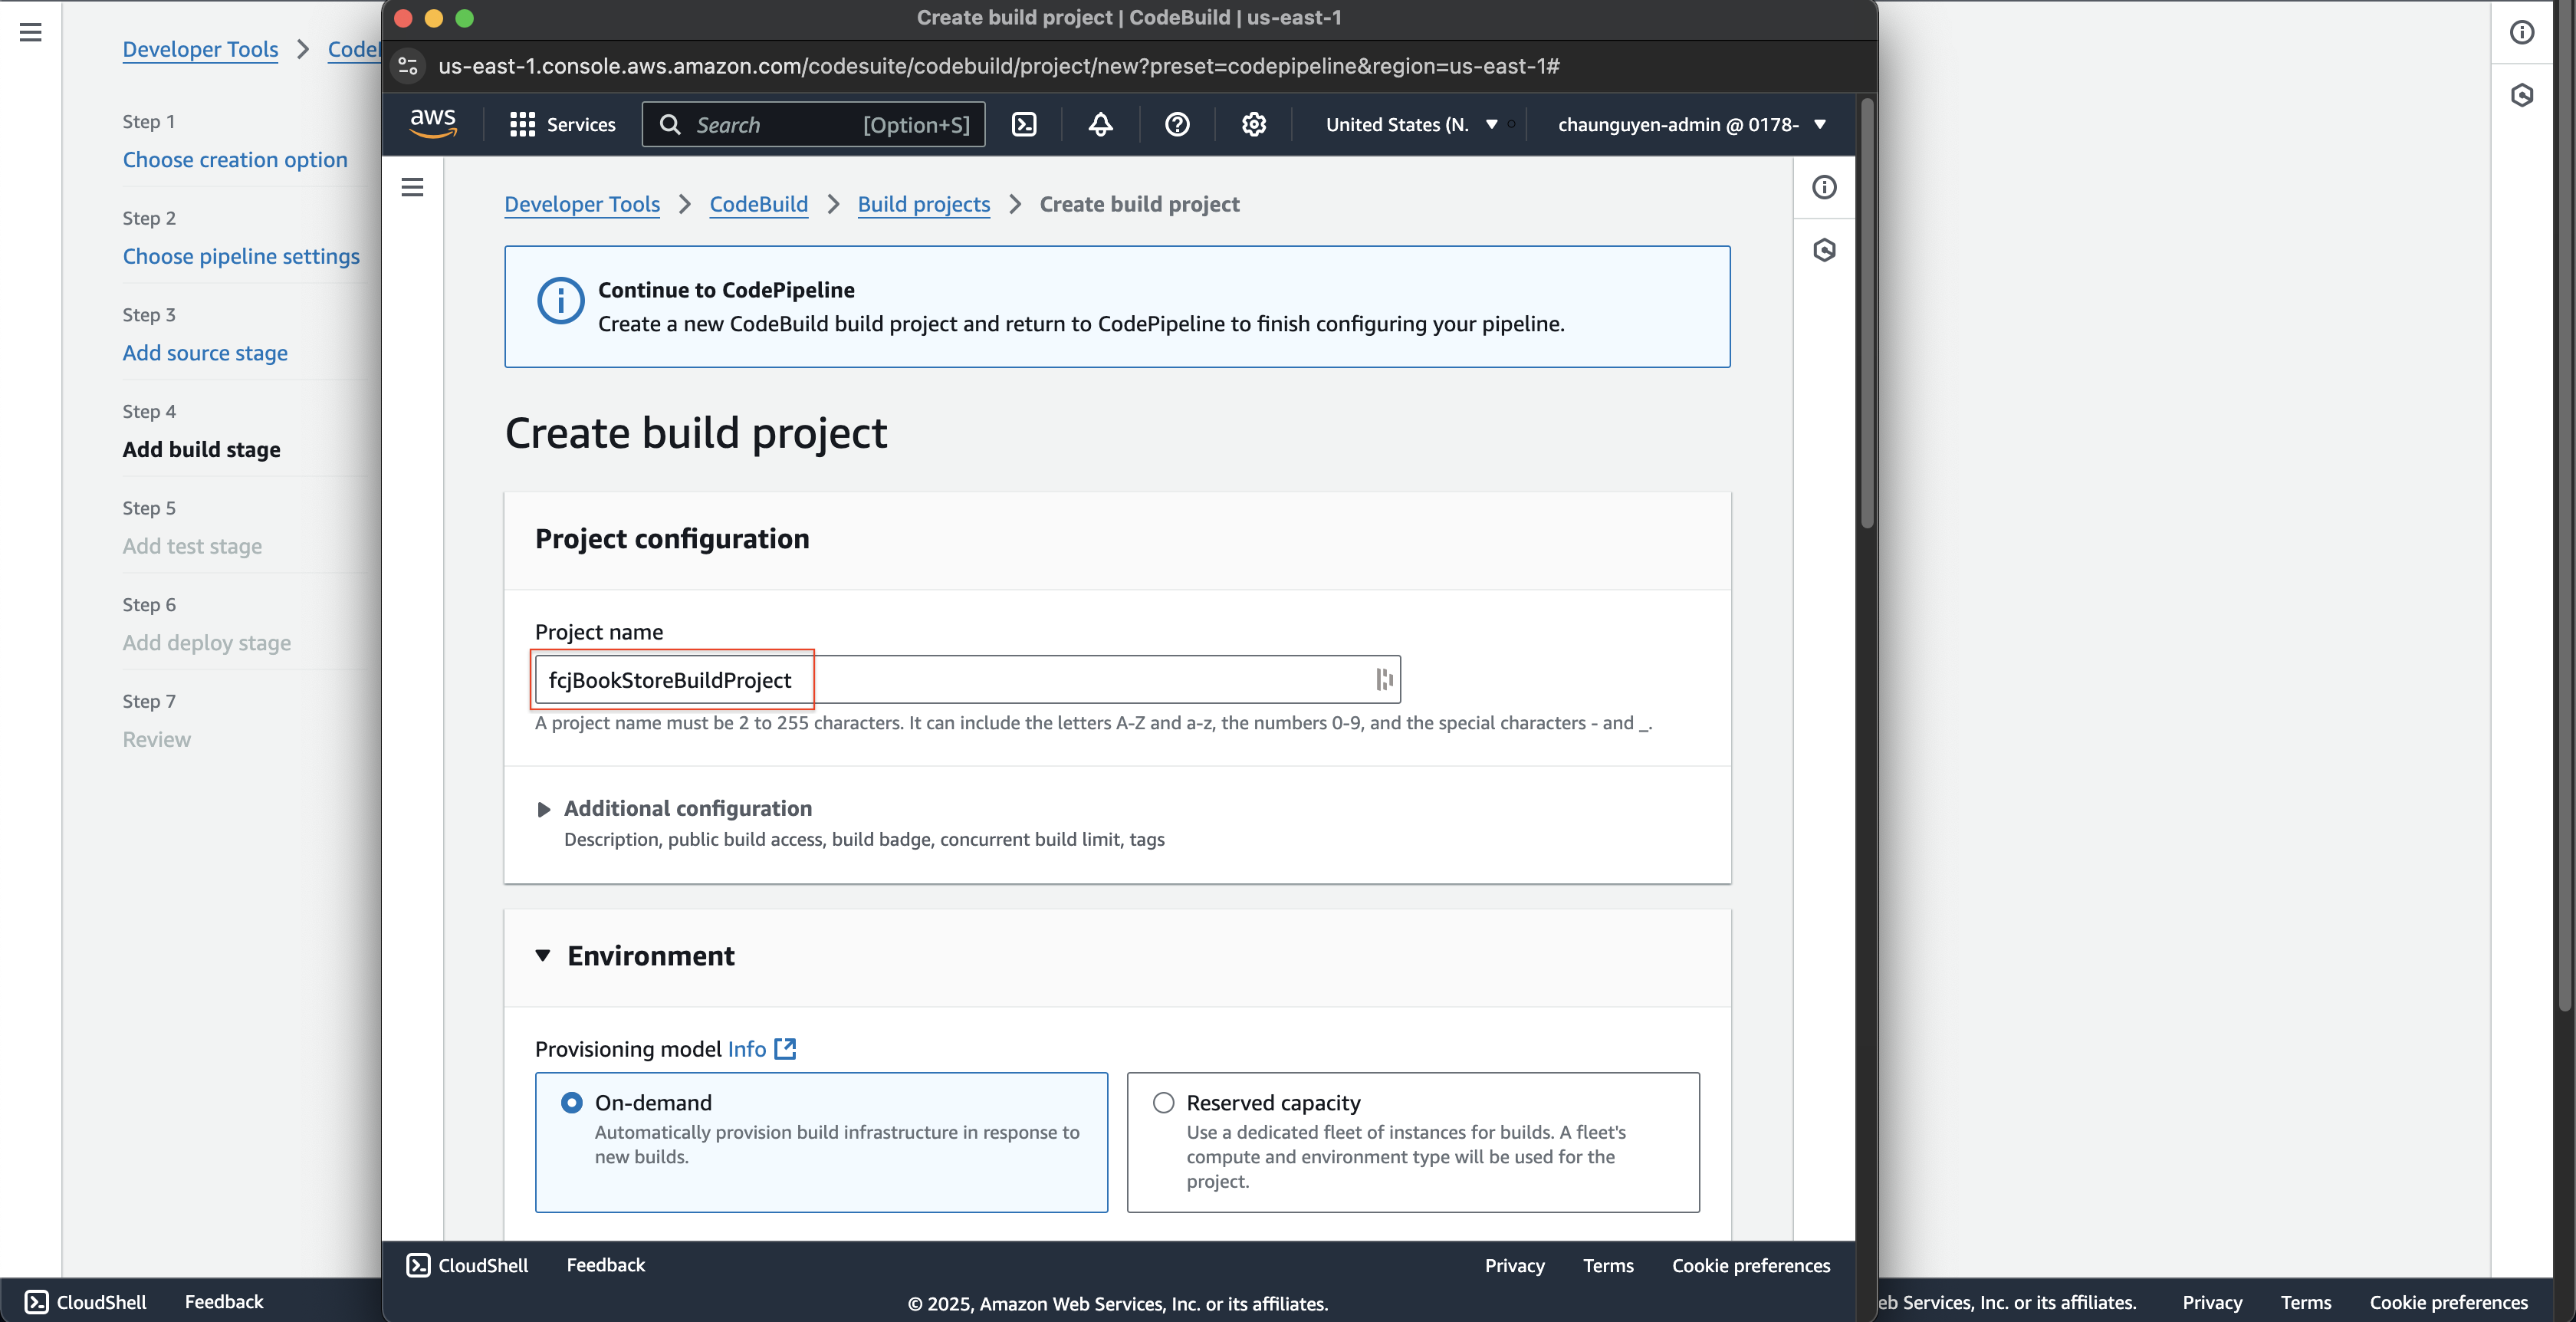 Developer Tools
Step 1
Choose creation option
Step 2
Choose pipeline settings
Step 3
Add source stage
Step 4
Add build stage
Step 5
Add test stage
Step 6
Add deploy stage
Step 7
Review
CloudShell Feedback
Create build project | CodeBuild | us-east-1
us-east-1.console.aws.amazon.com/codesuite/codebuild/project/new?preset=codepipeline&region=us-east-1#
aws Services Search [Option+S] United States (N. chaunguyen-admin @ 0178-
Developer Tools CodeBuild Build projects Create build project
Continue to CodePipeline
Create a new CodeBuild build project and return to CodePipeline to finish configuring your pipeline.
Create build project
Project configuration
Project name
fcjBookStoreBuildProject
A project name must be 2 to 255 characters. It can include the letters A-Z and a-z, the numbers 0-9, and the special characters - and _.
Additional configuration
Description, public build access, build badge, concurrent build limit, tags
Environment
Provisioning model Info
On-demand
Automatically provision build infrastructure in response to
new builds.
Reserved capacity
Use a dedicated fleet of instances for builds. A fleet's
compute and environment type will be used for the
project.
CloudShell Feedback Privacy Terms Cookie preferences
© 2025, Amazon Web Services, Inc. or its affiliates.
Services, Inc. or its affiliates. Privacy Terms Cookie preferences